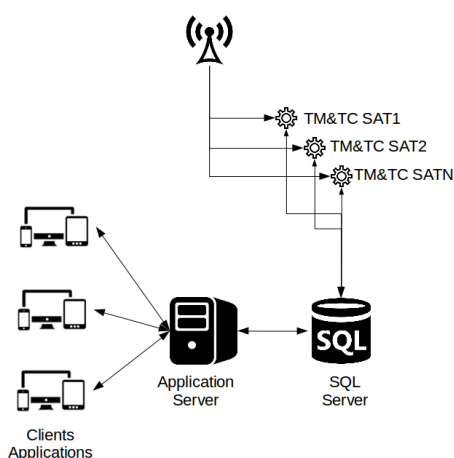 TM&TC SAT1
TM&TC SAT2
TM&TC SATN
SQL
Application
Server
SQL
Server
Clients
Applications